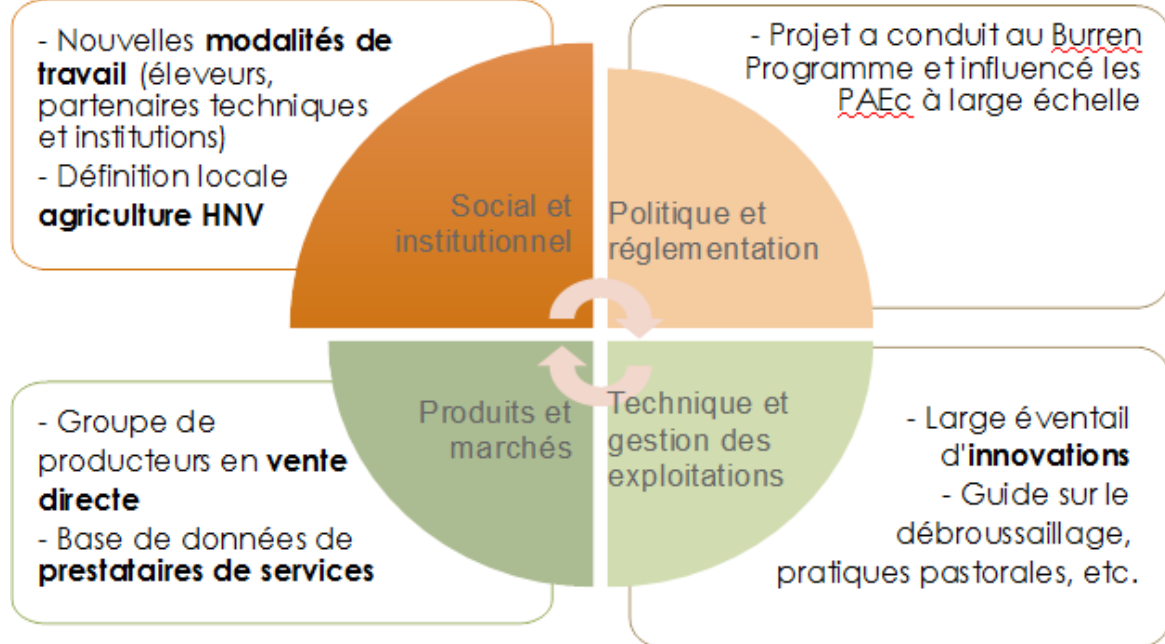 - Nouvelles modalités de
travail (éleveurs,
partenaires techniques
et institutions)
- Définition locale
agriculture HNV
- Projet a conduit au Burren
Programme et influencé les
PAEc à large échelle
Social et
institutionnel
Politique et
réglementation
Produits et
marchés
Technique et
gestion des
exploitations
- Groupe de
producteurs en vente
directe
- Base de données de
prestataires de services
- Large éventail
d'innovations
- Guide sur le
débroussaillage,
pratiques pastorales, etc.